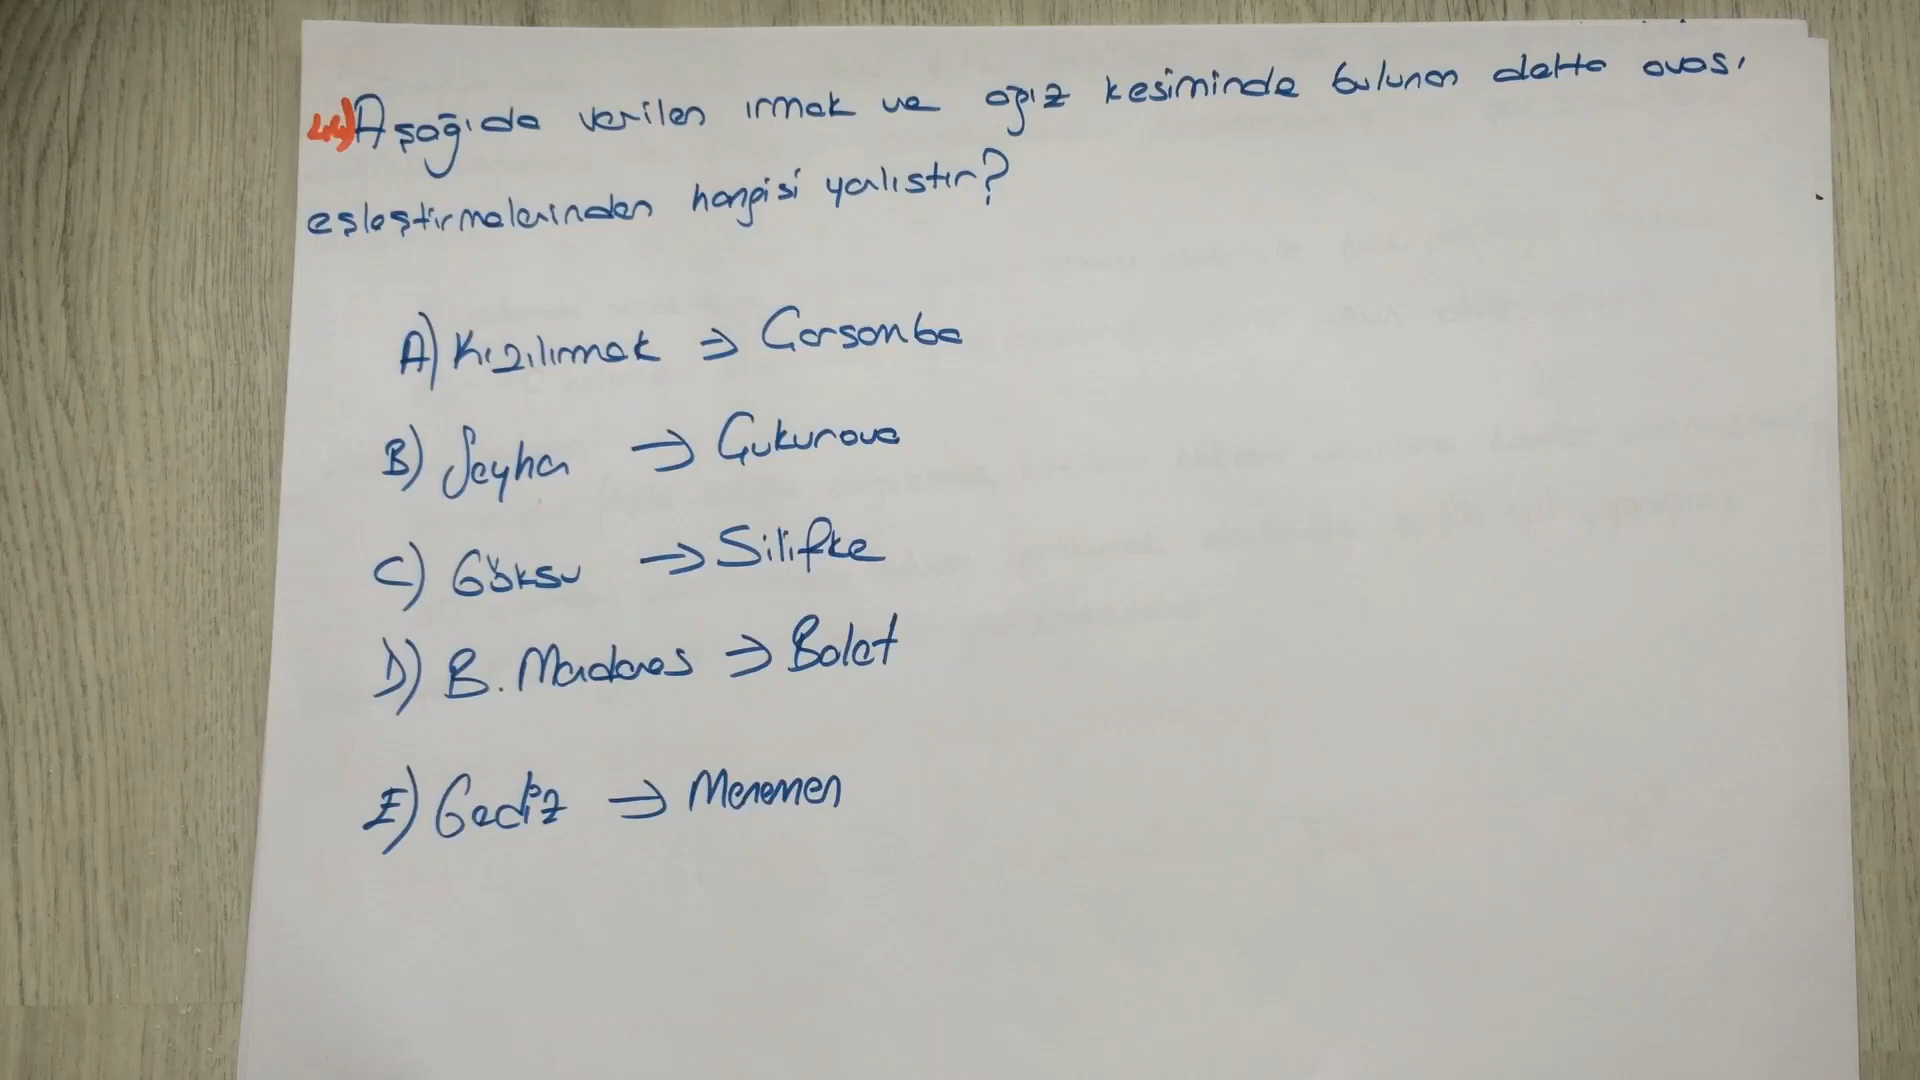 44) Aşağıda verilen ırmak ve ağız kesiminde bulunan delta ovası
eşleştirmelerinden hangisi yanlıştır?
A) Kızılırmak ⇒ Çarşamba
B) Seyhan → Çukurova
C) Göksu → Silifke
D) B. Menderes → Balat
E) Gediz → Menemen